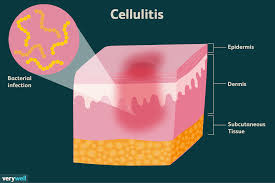 Cellulitis
Bacterial
infection
Epidermis
Dermis
Subcutaneous
Tissue
verywell